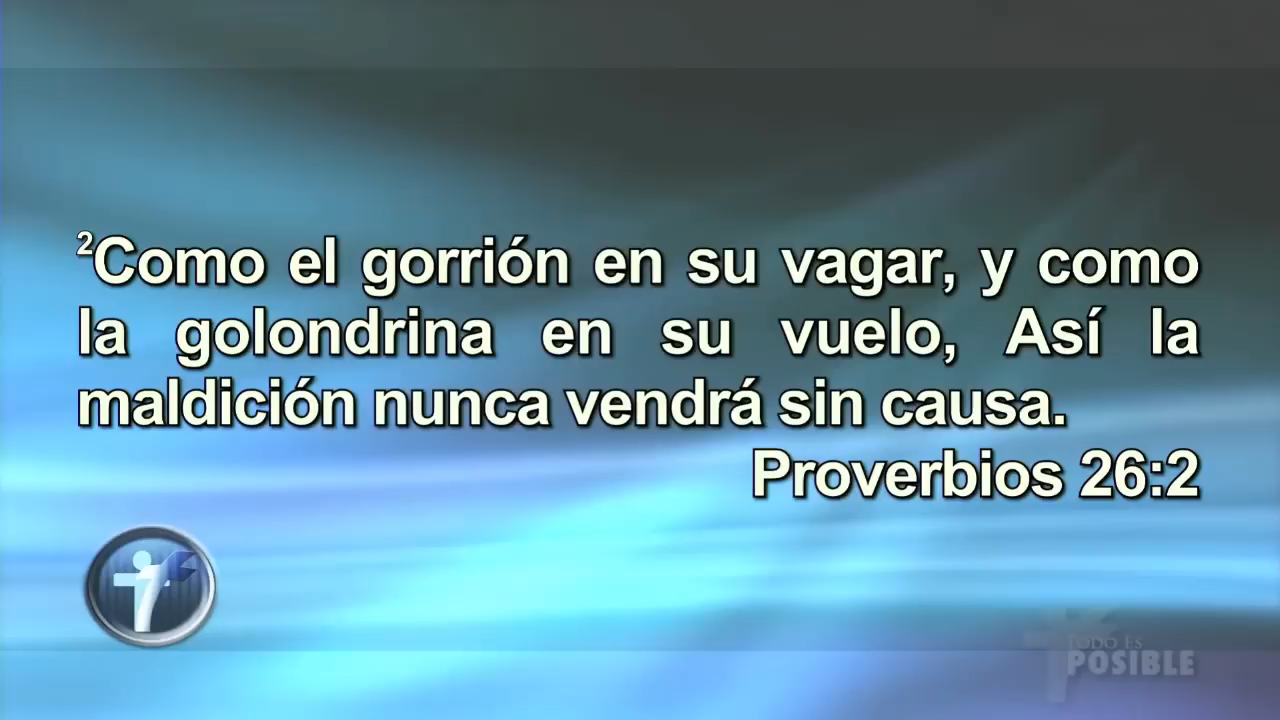 ²Como el gorrión en su vagar, y como
la golondrina en su vuelo, Así la
maldición nunca vendrá sin causa.
Proverbios 26:2
TODO ES
POSIBLE